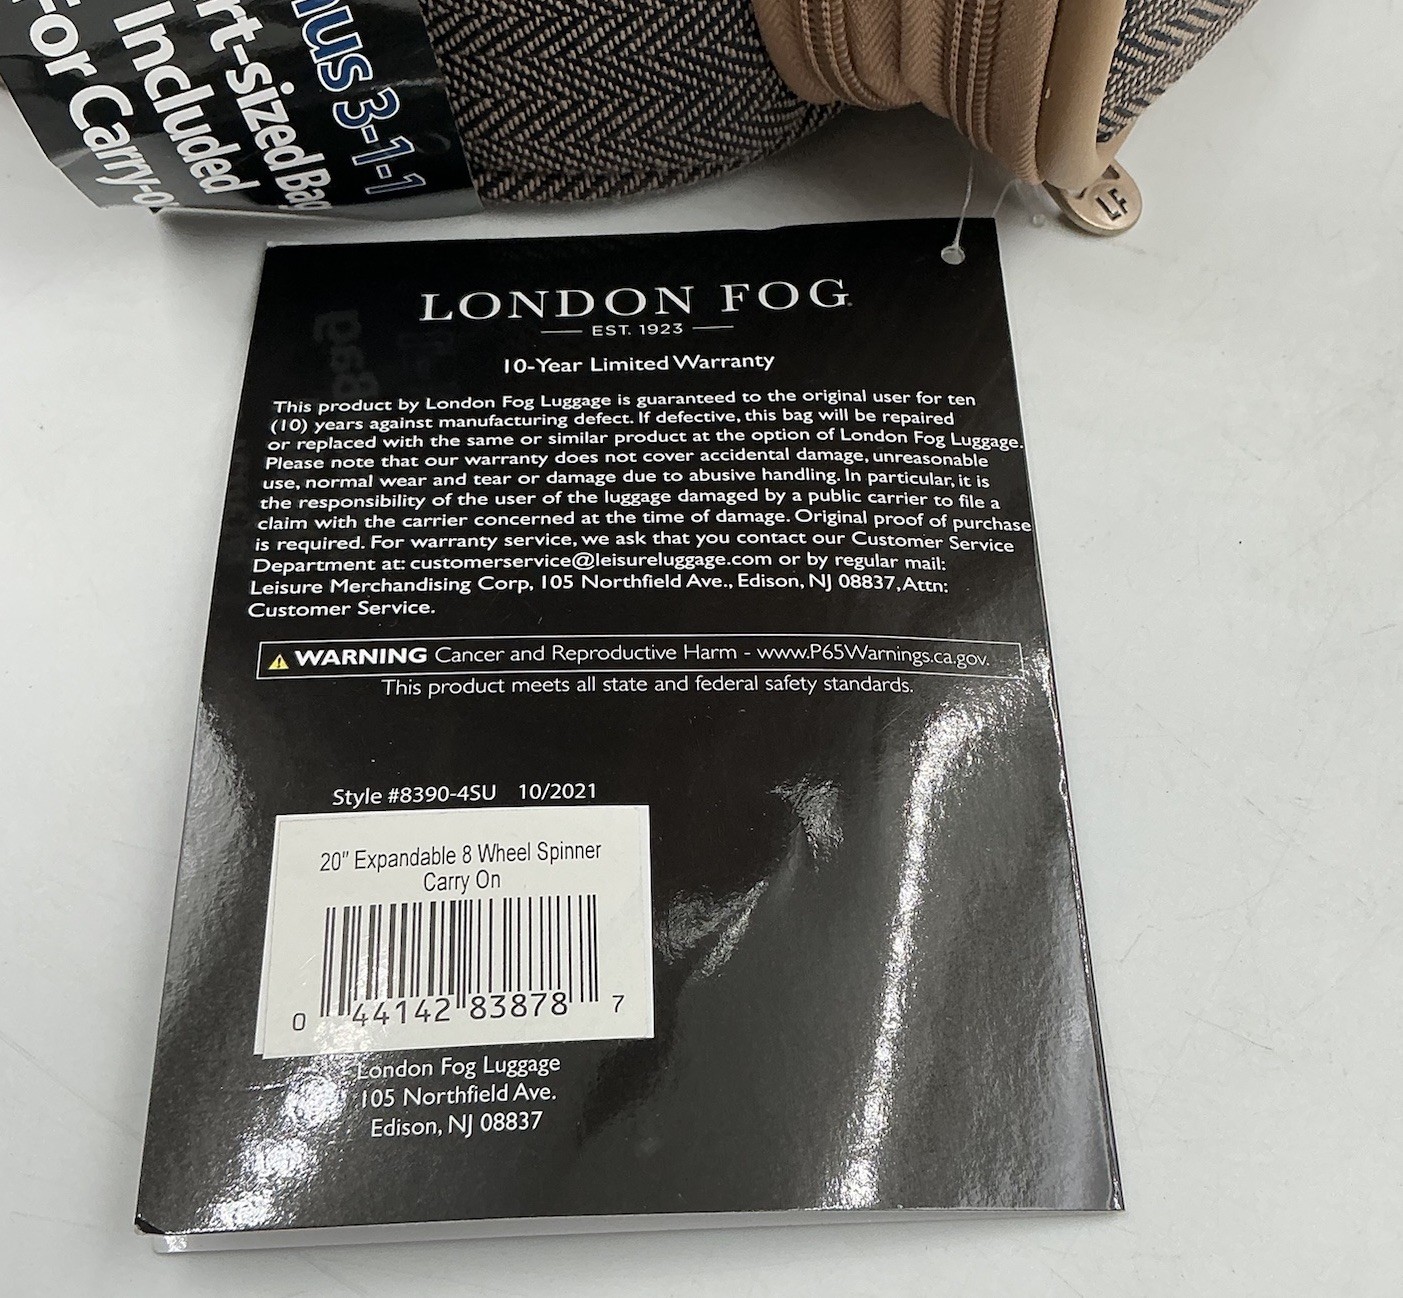 nus 3-1-1
rt-sized Bag
Included
For Carry-o
LF
LONDON FOG
EST. 1923
10-Year Limited Warranty
This product by London Fog Luggage is guaranteed to the original user for ten
(10) years against manufacturing defect. If defective, this bag will be repaired
or replaced with the same or similar product at the option of London Fog Luggage.
Please note that our warranty does not cover accidental damage, unreasonable
use, normal wear and tear or damage due to abusive handling. In particular, it is
the responsibility of the user of the luggage damaged by a public carrier to file a
claim with the carrier concerned at the time of damage. Original proof of purchase
is required. For warranty service, we ask that you contact our Customer Service
Department at: customerservice@leisureluggage.com or by regular mail:
Leisure Merchandising Corp, 105 Northfield Ave., Edison, NJ 08837, Attn:
Customer Service.
WARNING Cancer and Reproductive Harm - www.P65Warnings.ca.gov.
This product meets all state and federal safety standards.
Style #8390-4SU 10/2021
20" Expandable 8 Wheel Spinner
Carry On
0 44142 83878 7
London Fog Luggage
105 Northfield Ave.
Edison, NJ 08837